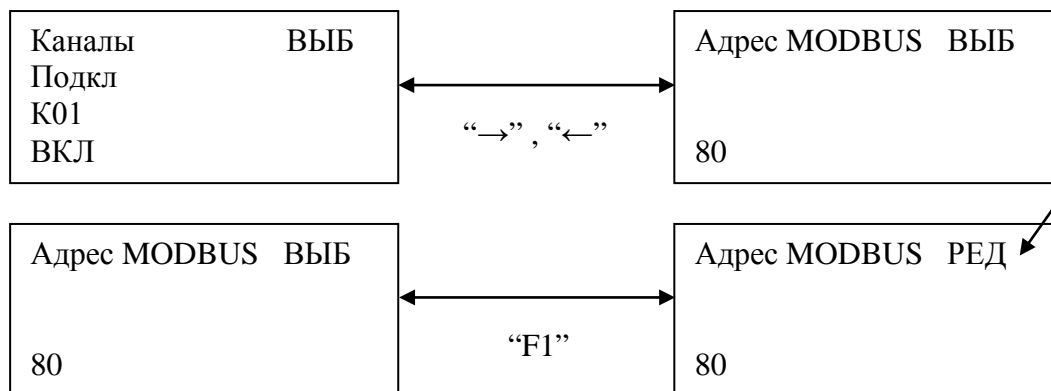 Каналы ВЫБ
Подкл
К01
ВКЛ
“→” , “←”
Адрес MODBUS ВЫБ
80
Адрес MODBUS ВЫБ
80
“F1”
Адрес MODBUS РЕД
80